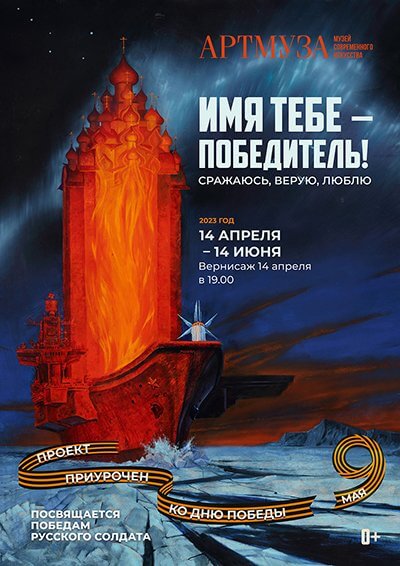 АРТМУЗА
МУЗЕЙ
СОВРЕМЕННОГО
ИСКУССТВА
ИМЯ ТЕБЕ –
ПОБЕДИТЕЛЬ!
СРАЖАЮСЬ, ВЕРУЮ, ЛЮБЛЮ
2023 ГОД
14 АПРЕЛЯ
– 14 ИЮНЯ
Вернисаж 14 апреля
в 19.00
ПРОЕКТ
ПРИУРОЧЕН
КО ДНЮ ПОБЕДЫ
9
МАЯ
ПОСВЯЩАЕТСЯ
ПОБЕДАМ
РУССКОГО СОЛДАТА
0+